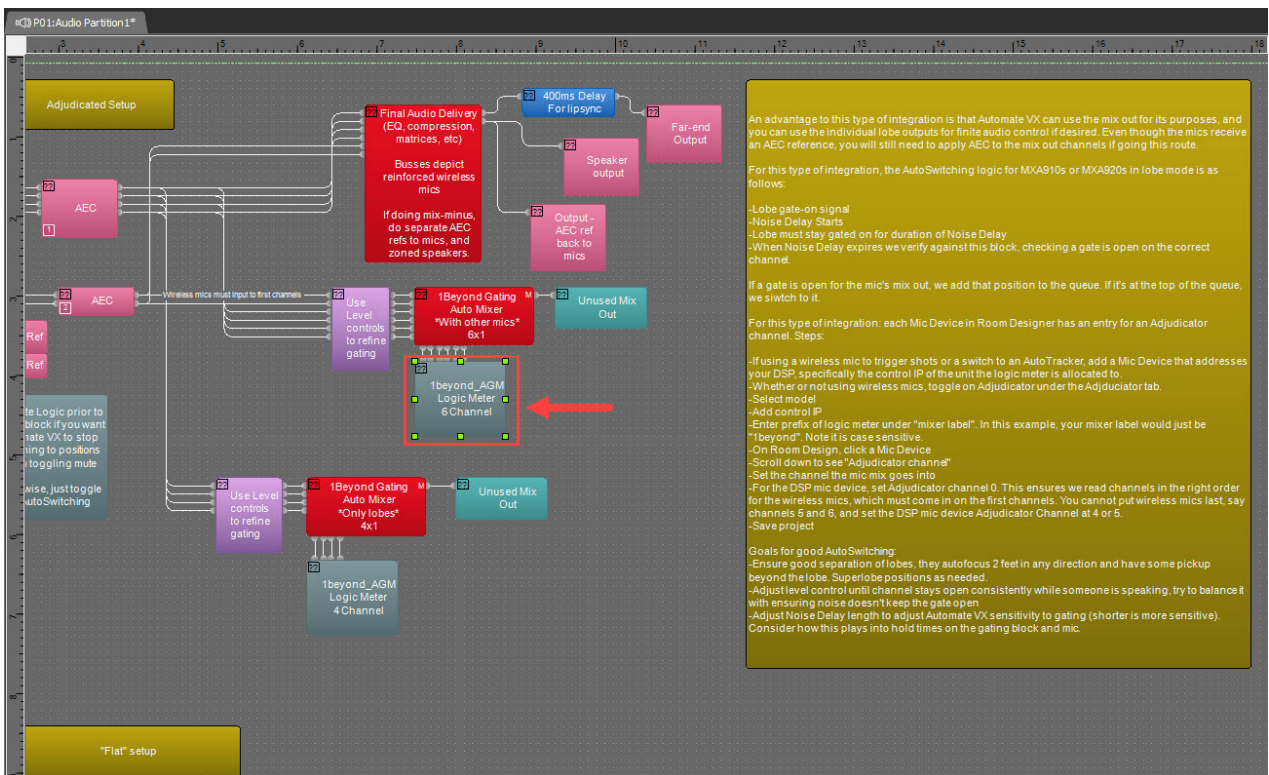 P01:Audio Partition1*
3 4 5 6 7 8 9 10 11 12 13 14 15 16 17 18
Adjudicated Setup
AEC
1
AEC
2
Ref
Ref
te Logic prior to
block if you want
nate VX to stop
ning to positions
toggling mute
wise, just toggle
AutoSwitching
Final Audio Delivery
(EQ, compression,
matrices, etc)
Busses depict
reinforced wireless
mics
If doing mix-minus,
do separate AEC
refs to mics, and
zoned speakers.
400ms Delay
For lipsync
Far-end
Output
Speaker
output
Output -
AEC ref
back to
mics
Wireless mics must input to first channels
Use
Level
controls
to refine
gating
1Beyond Gating M
Auto Mixer
*With other mics*
6x1
Unused Mix
Out
1beyond_AGM
Logic Meter
6 Channel
Use Level
controls
to refine
gating
1Beyond Gating M
Auto Mixer
*Only lobes*
4x1
Unused Mix
Out
1beyond_AGM
Logic Meter
4 Channel
"Flat" setup
An advantage to this type of integration is that Automate VX can use the mix out for its purposes, and
you can use the individual lobe outputs for finite audio control if desired. Even though the mics receive
an AEC reference, you will still need to apply AEC to the mix out channels if going this route.
For this type of integration, the AutoSwitching logic for MXA910s or MXA920s in lobe mode is as
follows:
-Lobe gate-on signal
-Noise Delay Starts
-Lobe must stay gated on for duration of Noise Delay
-When Noise Delay expires we verify against this block, checking a gate is open on the correct
channel.
If a gate is open for the mic's mix out, we add that position to the queue. If it's at the top of the queue,
we siwtch to it.
For this type of integration: each Mic Device in Room Designer has an entry for an Adjudicator
channel. Steps:
-If using a wireless mic to trigger shots or a switch to an AutoTracker, add a Mic Device that addresses
your DSP, specifically the control IP of the unit the logic meter is allocated to.
-Whether or not using wireless mics, toggle on Adjudicator under the Adjduciator tab.
-Select model
-Add control IP
-Enter prefix of logic meter under "mixer label". In this example, your mixer label would just be
"1beyond". Note it is case sensitive.
-On Room Design, click a Mic Device
-Scroll down to see "Adjudicator channel"
-Set the channel the mic mix goes into
-For the DSP mic device, set Adjudicator channel 0. This ensures we read channels in the right order
for the wireless mics, which must come in on the first channels. You cannot put wireless mics last, say
channels 5 and 6, and set the DSP mic device Adjudicator Channel at 4 or 5.
-Save project
Goals for good AutoSwitching:
-Ensure good separation of lobes, they autofocus 2 feet in any direction and have some pickup
beyond the lobe. Superlobe positions as needed.
-Adjust level control until channel stays open consistently while someone is speaking, try to balance it
with ensuring noise doesn't keep the gate open
-Adjust Noise Delay length to adjust Automate VX sensitivity to gating (shorter is more sensitive).
Consider how this plays into hold times on the gating block and mic.